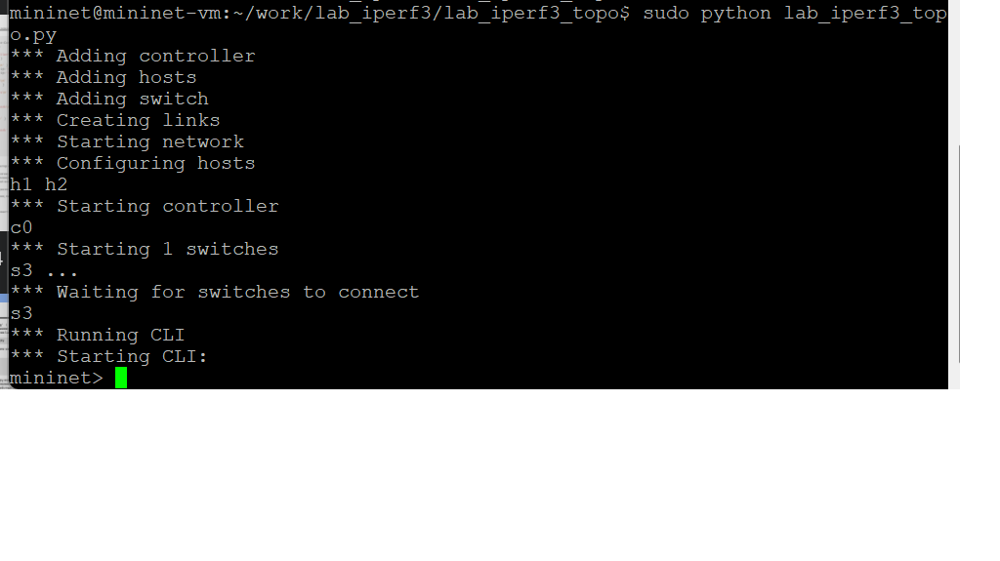 mininet@mininet-vm:~/work/lab_iperf3/lab_iperf3_topo$ sudo python lab_iperf3_top
o.py
*** Adding controller
*** Adding hosts
*** Adding switch
*** Creating links
*** Starting network
*** Configuring hosts
h1 h2
*** Starting controller
c0
*** Starting 1 switches
s3 ...
*** Waiting for switches to connect
s3
*** Running CLI
*** Starting CLI:
mininet>